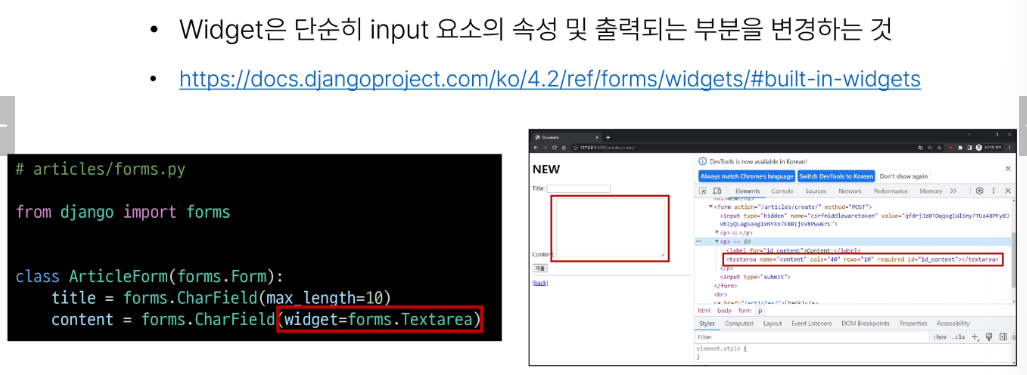 • Widget은 단순히 input 요소의 속성 및 출력되는 부분을 변경하는 것
• https://docs.djangoproject.com/ko/4.2/ref/forms/widgets/#built-in-widgets
# articles/forms.py
from django import forms
class ArticleForm(forms.Form):
title = forms.CharField(max_length=10)
content = forms.CharField(widget=forms.Textarea)
Document
NEW
Title:
Content:
제출
[back]
DevTools is now available in Korean!
Always match Chrome's language Switch DevTools to Korean Don't show again
Elements Console Sources Network Performance Memory
<form action="/articles/create/" method="POST">
<input type="hidden" name="csrfmiddlewaretoken"
<p>…</p>
<p> == $0
<label for="id_content">Content:</label>
<textarea name="content" cols="40" rows="10" required id="id_content"></textarea>
</p>
<input type="submit">
</form>
<hr>
<a href="/articles/">[back]</a>
html body form p
Styles Computed Layout Event Listeners DOM Breakpoints Properties Accessibility
Filter :hov .cls
element.style {
}